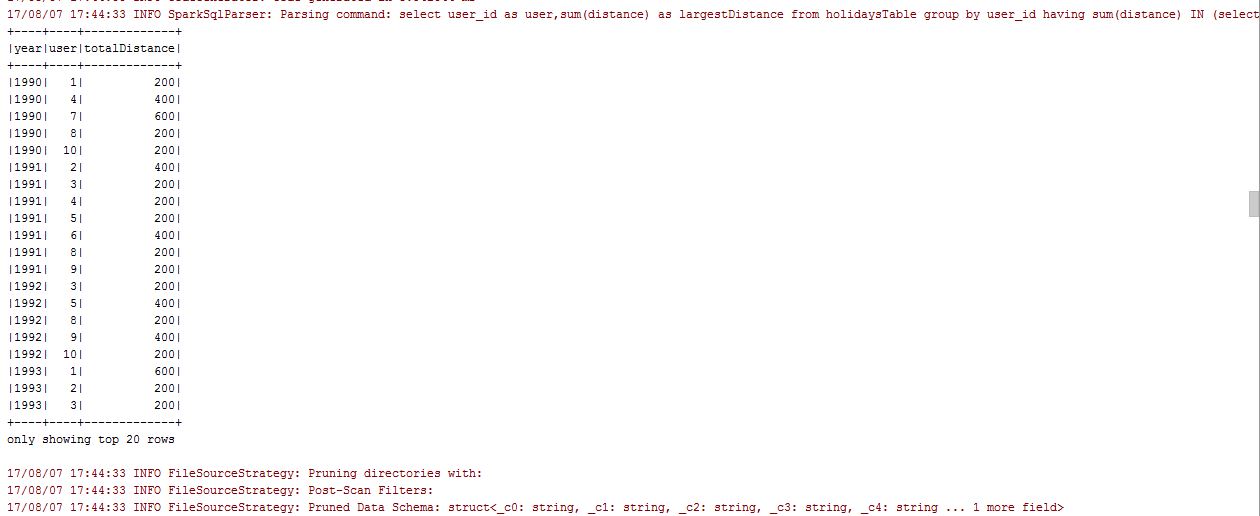 17/08/07 17:44:33 INFO SparkSqlParser: Parsing command: select user_id as user,sum(distance) as largestDistance from holidaysTable group by user_id having sum(distance) IN (select
+----+----+-------------+
|year|user|totalDistance|
+----+----+-------------+
|1990|   1|          200|
|1990|   4|          400|
|1990|   7|          600|
|1990|   8|          200|
|1990|  10|          200|
|1991|   2|          400|
|1991|   3|          200|
|1991|   4|          200|
|1991|   5|          200|
|1991|   6|          400|
|1991|   8|          200|
|1991|   9|          200|
|1992|   3|          200|
|1992|   5|          400|
|1992|   8|          200|
|1992|   9|          400|
|1992|  10|          200|
|1993|   1|          600|
|1993|   2|          200|
|1993|   3|          200|
+----+----+-------------+
only showing top 20 rows
17/08/07 17:44:33 INFO FileSourceStrategy: Pruning directories with:
17/08/07 17:44:33 INFO FileSourceStrategy: Post-Scan Filters:
17/08/07 17:44:33 INFO FileSourceStrategy: Pruned Data Schema: struct<_c0: string, _c1: string, _c2: string, _c3: string, _c4: string ... 1 more field>